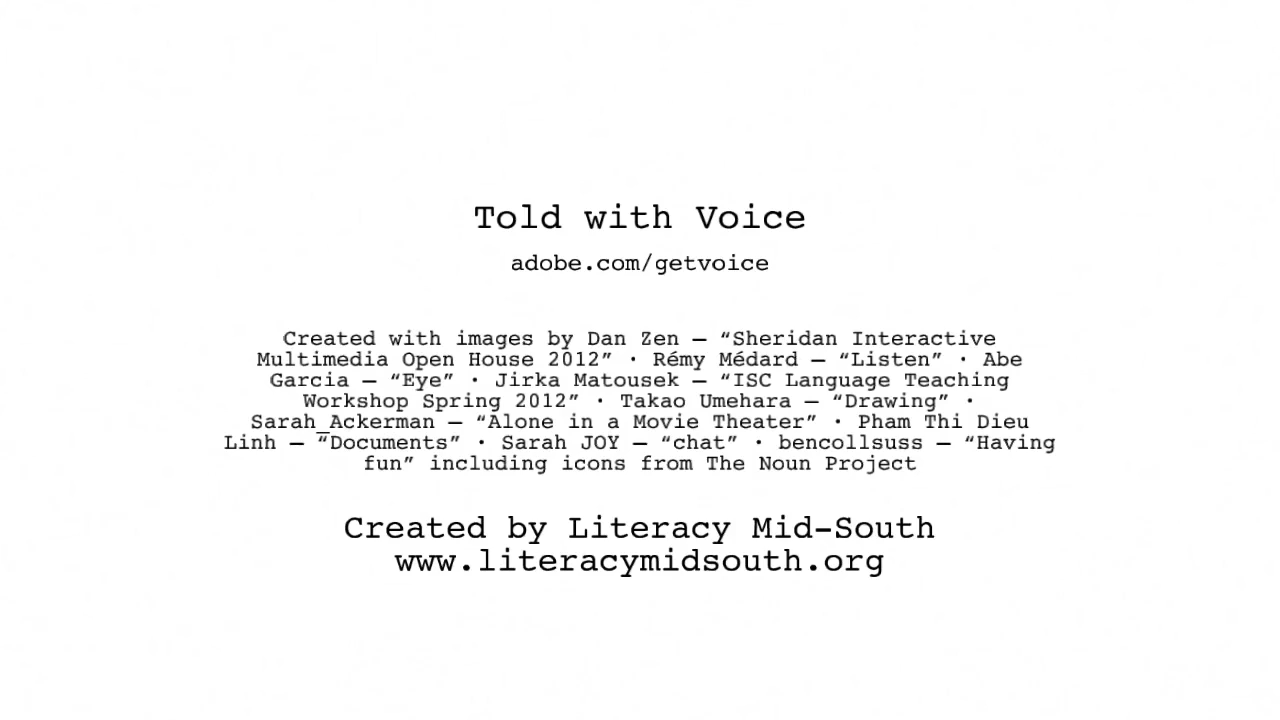 Told with Voice
adobe.com/getvoice
Created with images by Dan Zen — “Sheridan Interactive
Multimedia Open House 2012” · Rémy Médard — “Listen” · Abe
Garcia — “Eye” · Jirka Matousek — “ISC Language Teaching
Workshop Spring 2012” · Takao Umehara — “Drawing” ·
Sarah_Ackerman — “Alone in a Movie Theater” · Pham Thi Dieu
Linh — “Documents” · Sarah JOY — “chat” · bencollsuss — “Having
fun” including icons from The Noun Project
Created by Literacy Mid-South
www.literacymidsouth.org